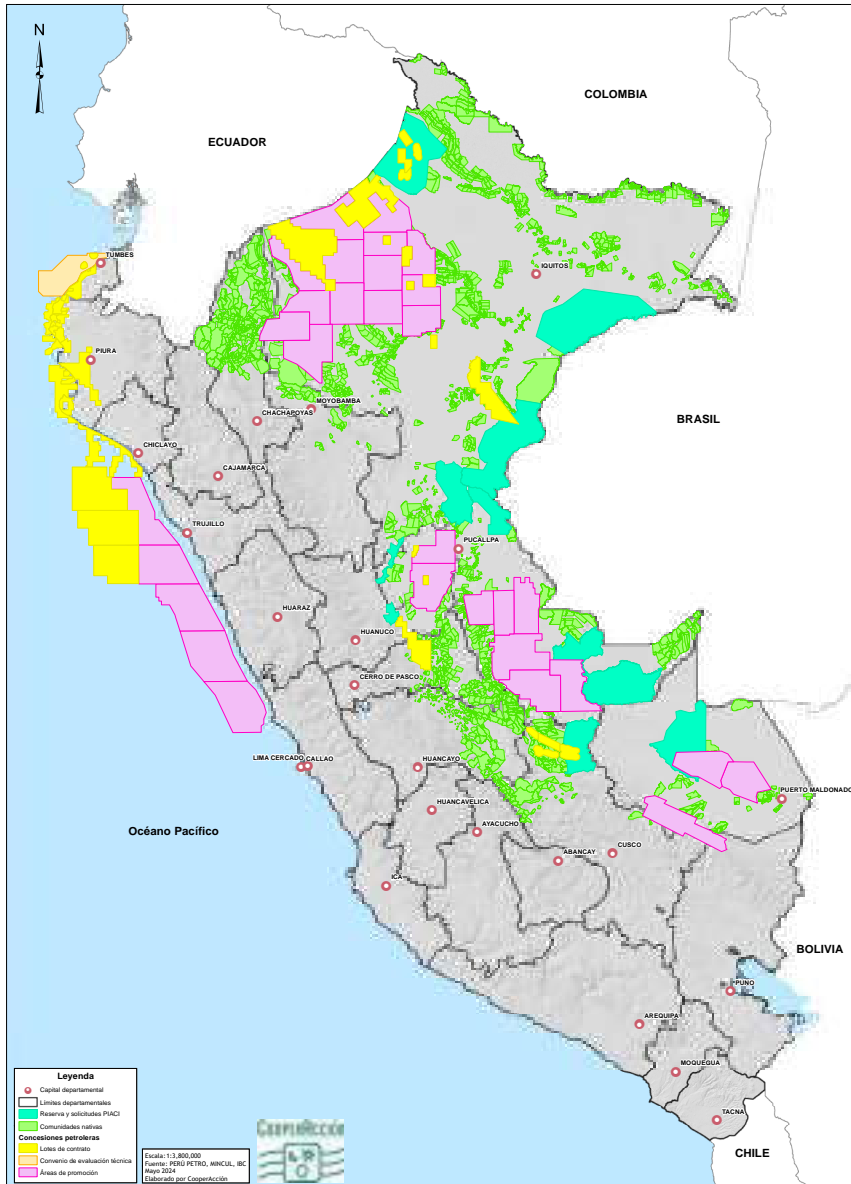 N
COLOMBIA
ECUADOR
TUMBES
IQUITOS
PIURA
MOYOBAMBA
CHACHAPOYAS
BRASIL
CHICLAYO
CAJAMARCA
TRUJILLO
PUCALLPA
HUARAZ
HUANUCO
CERRO DE PASCO
LIMA CERCADO
CALLAO
HUANCAYO
PUERTO MALDONADO
HUANCAVELICA
Océano Pacífico
AYACUCHO
CUSCO
ABANCAY
ICA
BOLIVIA
PUNO
AREQUIPA
MOQUEGUA
TACNA
CHILE
Leyenda
Capital departamental
Límites departamentales
Reserva y solicitudes PIACI
Comunidades nativas
Concesiones petroleras
Lotes de contrato
Convenio de evaluación técnica
Áreas de promoción
Escala: 1:3,800,000
Fuente: PERÚ PETRO, MINCUL, IBC
Mayo 2024
Elaborado por CooperAcción
CooperAcción